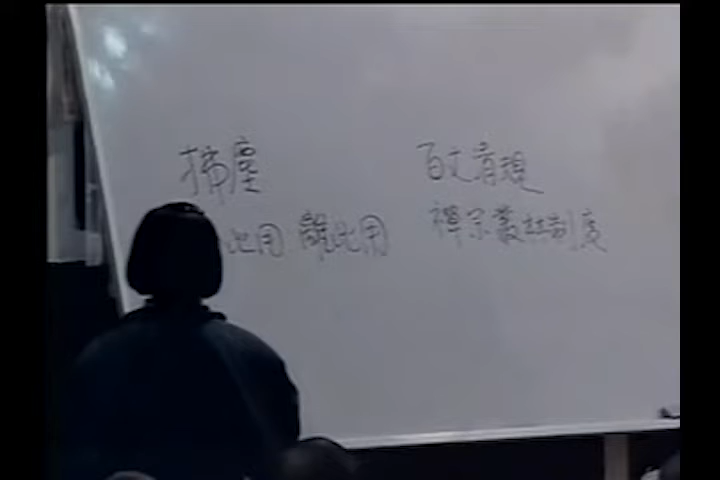 拂塵
此用 離此用
百丈清規
禪宗叢林制度